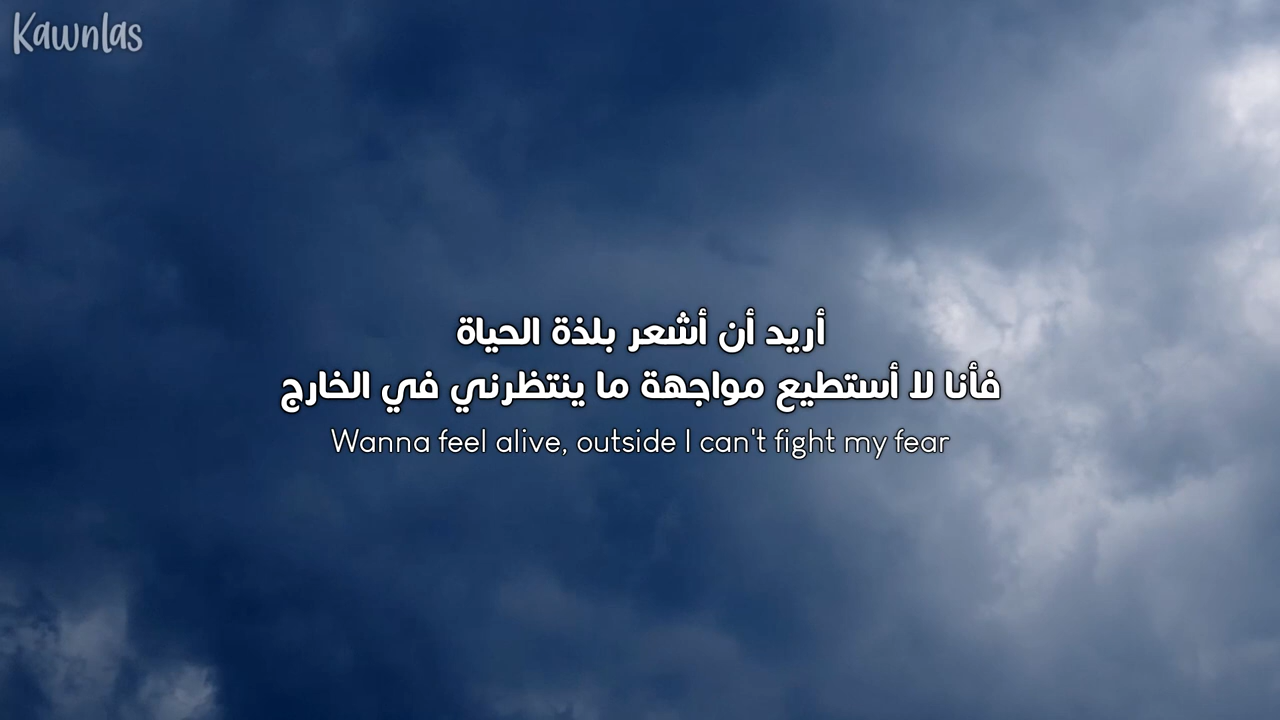 Kawnlas
أريد أن أشعر بلذة الحياة
فأنا لا أستطيع مواجهة ما ينتظرني في الخارج
Wanna feel alive, outside I can't fight my fear